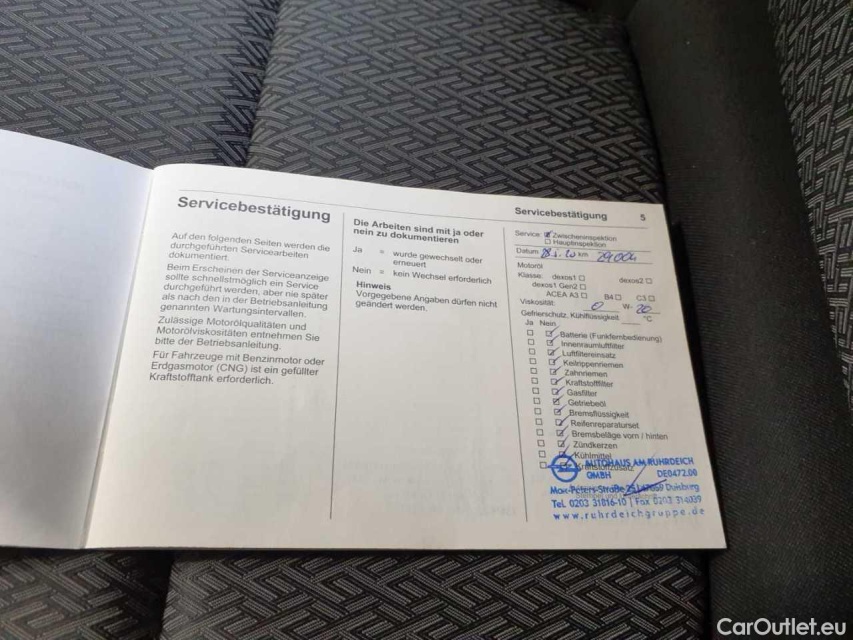 Servicebestätigung
Auf den folgenden Seiten werden die
durchgeführten Servicearbeiten
dokumentiert.
Beim Erscheinen der Serviceanzeige
sollte schnellstmöglich ein Service
durchgeführt werden, aber nie später
als nach den in der Betriebsanleitung
genannten Wartungsintervallen.
Zulässige Motorölqualitäten und
Motorölviskositäten entnehmen Sie
bitte der Betriebsanleitung.
Für Fahrzeuge mit Benzinmotor oder
Erdgasmotor (CNG) ist ein gefüllter
Kraftstofftank erforderlich.
Die Arbeiten sind mit ja oder
nein zu dokumentieren
Ja = wurde gewechselt oder
erneuert
Nein = kein Wechsel erforderlich
Hinweis
Vorgegebene Angaben dürfen nicht
geändert werden.
Servicebestätigung 5
Service: Zwischeninspektion
Hauptinspektion
Datum km
Motoröl
Klasse: dexos1 dexos2
dexos1 Gen2
ACEA A3 B4 C3
Viskosität: 0 W- 20
Gefrierschutz, Kühlflüssigkeit °C
Ja Nein
Batterie (Funkfernbedienung)
Innenraumluftfilter
Luftfiltereinsatz
Keilrippenriemen
Zahnriemen
Kraftstofffilter
Gasfilter
Getriebeöl
Bremsflüssigkeit
Reifenreparaturset
Bremsbeläge vorn / hinten
Zündkerzen
Kühlmittel
Kraftstoffzusatz
AUTOHAUS AM RUHRDEICH
GMBH DE0472.00
Max-Peters-Straße Duisburg
Tel. 0203 31816-10 | Fax 0203 314039
www.ruhrdeichgruppe.de
CarOutlet.eu